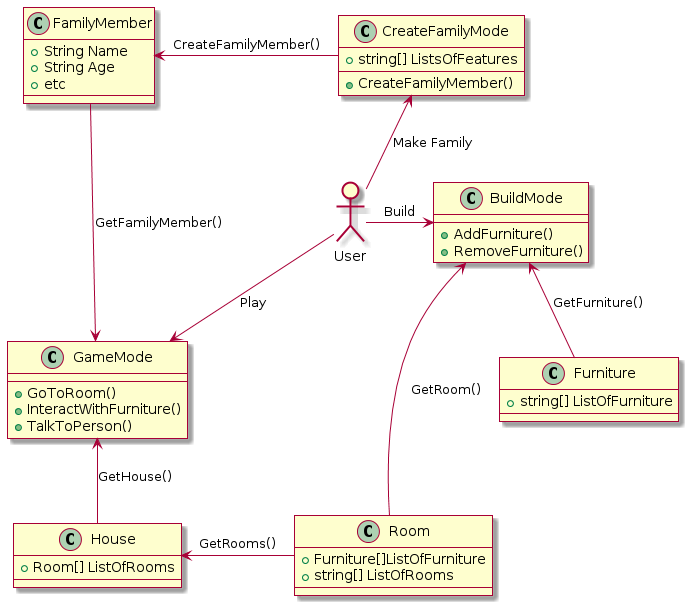 C FamilyMember
String Name
String Age
etc
CreateFamilyMember()
C CreateFamilyMode
string[] ListsOfFeatures
CreateFamilyMember()
Make Family
GetFamilyMember()
User
Build
C BuildMode
AddFurniture()
RemoveFurniture()
Play
GetFurniture()
C GameMode
GoToRoom()
InteractWithFurniture()
TalkToPerson()
GetRoom()
C Furniture
string[] ListOfFurniture
GetHouse()
C House
Room[] ListOfRooms
GetRooms()
C Room
Furniture[]ListOfFurniture
string[] ListOfRooms